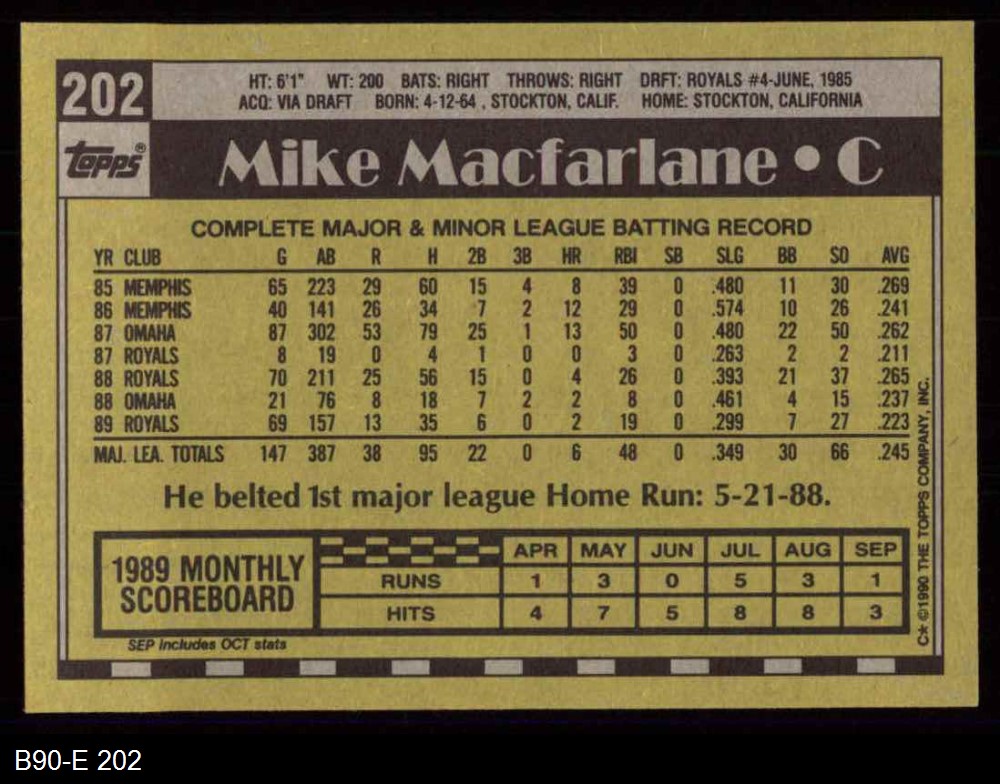 202
HT: 6'1" WT: 200 BATS: RIGHT THROWS: RIGHT DRFT: ROYALS #4-JUNE, 1985
ACQ: VIA DRAFT BORN: 4-12-64 , STOCKTON, CALIF. HOME: STOCKTON, CALIFORNIA
topps®
Mike Macfarlane • C
COMPLETE MAJOR & MINOR LEAGUE BATTING RECORD
YR CLUB G AB R H 2B 3B HR RBI SB SLG BB SO AVG
85 MEMPHIS 65 223 29 60 15 4 8 39 0 .480 11 30 .269
86 MEMPHIS 40 141 26 34 7 2 12 29 0 .574 10 26 .241
87 OMAHA 87 302 53 79 25 1 13 50 0 .480 22 50 .262
87 ROYALS 8 19 0 4 1 0 0 3 0 .263 2 2 .211
88 ROYALS 70 211 25 56 15 0 4 26 0 .393 21 37 .265
88 OMAHA 21 76 8 18 7 2 2 8 0 .461 4 15 .237
89 ROYALS 69 157 13 35 6 0 2 19 0 .299 7 27 .223
MAJ. LEA. TOTALS 147 387 38 95 22 0 6 48 0 .349 30 66 .245
He belted 1st major league Home Run: 5-21-88.
1989 MONTHLY
SCOREBOARD
APR MAY JUN JUL AUG SEP
RUNS 1 3 0 5 3 1
HITS 4 7 5 8 8 3
SEP includes OCT stats
C* ©1990 THE TOPPS COMPANY, INC.
B90-E 202